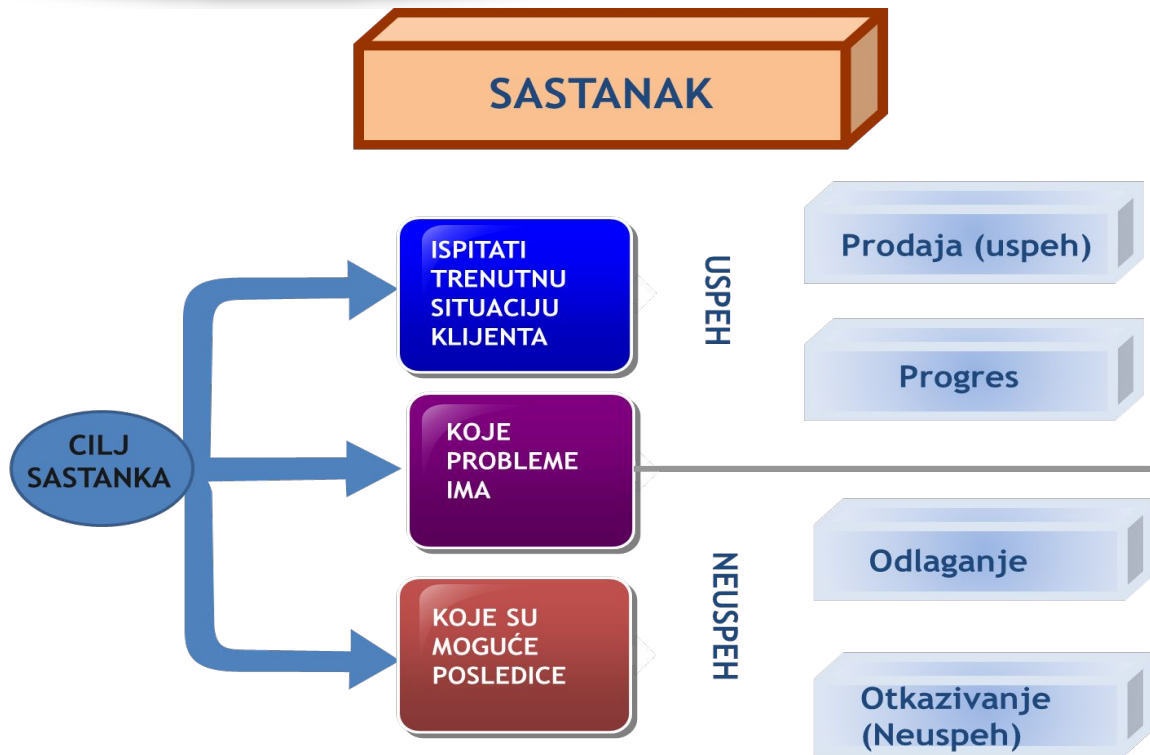 SASTANAK
CILJ
SASTANKA
ISPITATI
TRENUTNU
SITUACIJU
KLIJENTA
KOJE
PROBLEME
IMA
KOJE SU
MOGUĆE
POSLEDICE
USPEH
Prodaja (uspeh)
Progres
NEUSPEH
Odlaganje
Otkazivanje
(Neuspeh)